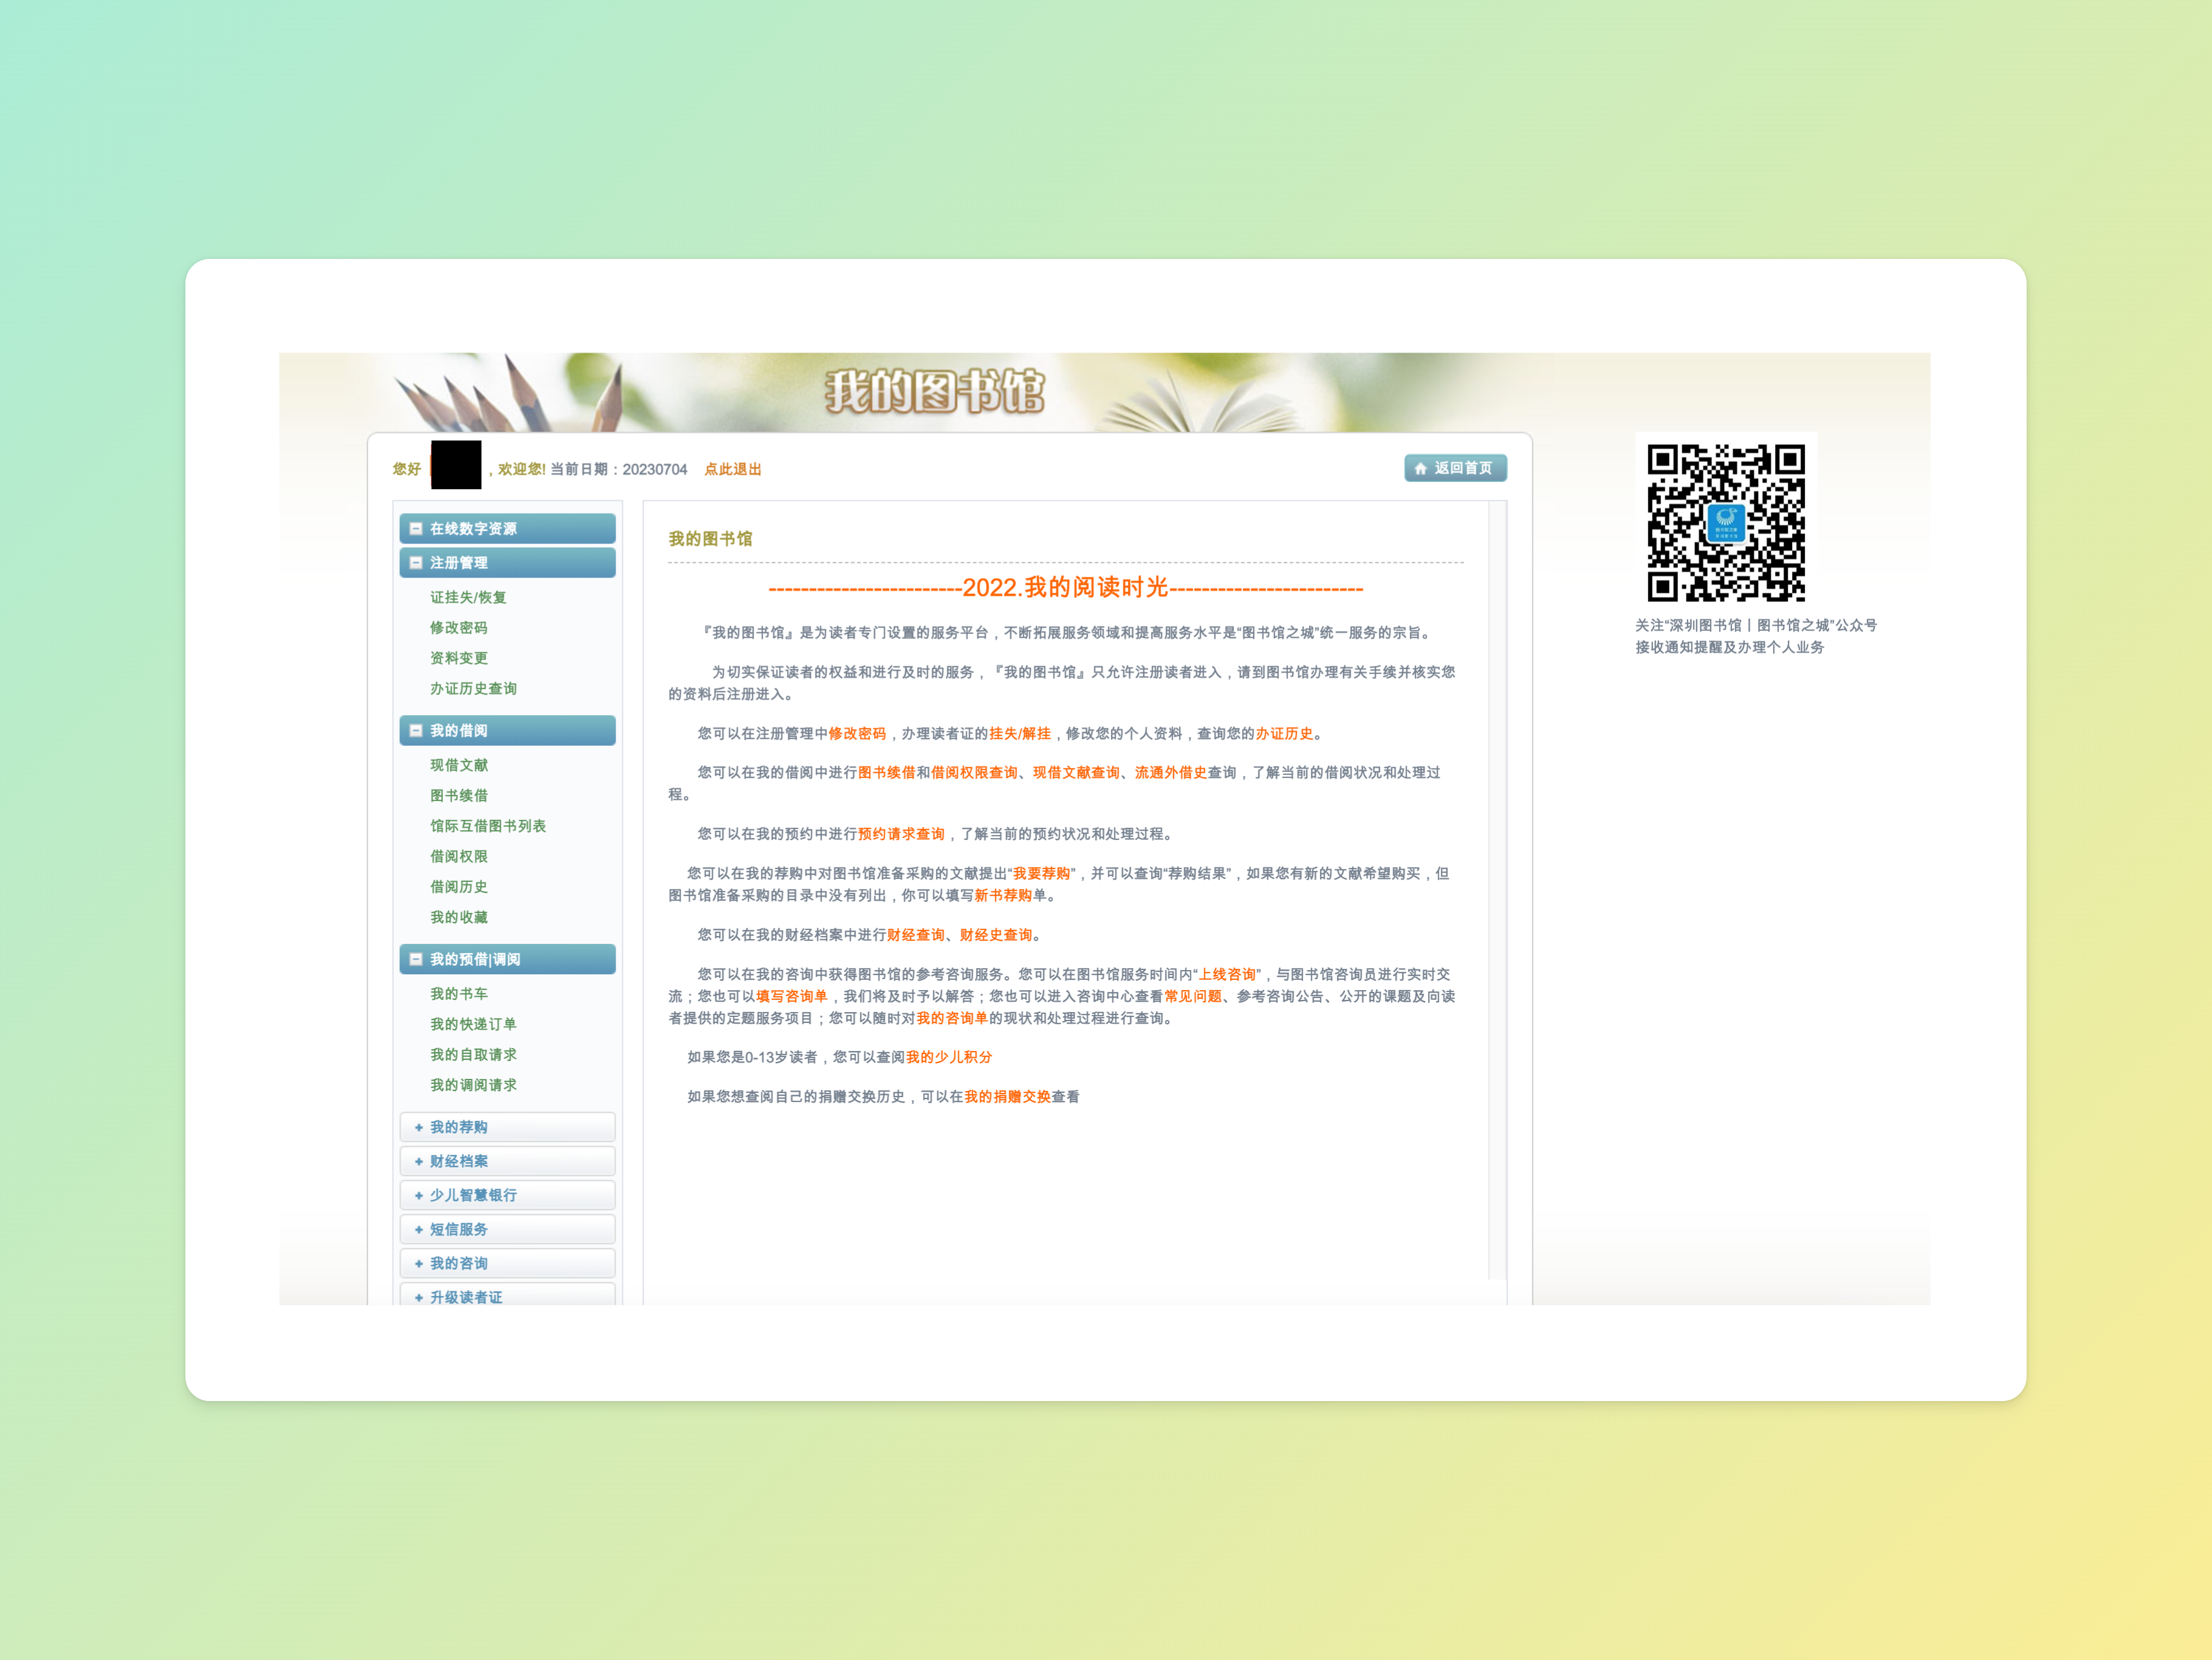 我的图书馆
您好 ，欢迎您! 当前日期：20230704 点此退出
返回首页
在线数字资源
注册管理
证挂失/恢复
修改密码
资料变更
办证历史查询
我的借阅
现借文献
图书续借
馆际互借图书列表
借阅权限
借阅历史
我的收藏
我的预借|调阅
我的书车
我的快递订单
我的自取请求
我的调阅请求
我的荐购
财经档案
少儿智慧银行
短信服务
我的咨询
升级读者证
我的图书馆
------------------------2022.我的阅读时光------------------------
『我的图书馆』是为读者专门设置的服务平台，不断拓展服务领域和提高服务水平是“图书馆之城”统一服务的宗旨。
为切实保证读者的权益和进行及时的服务，『我的图书馆』只允许注册读者进入，请到图书馆办理有关手续并核实您
的资料后注册进入。
您可以在注册管理中修改密码，办理读者证的挂失/解挂，修改您的个人资料，查询您的办证历史。
您可以在我的借阅中进行图书续借和借阅权限查询、现借文献查询、流通外借史查询，了解当前的借阅状况和处理过
程。
您可以在我的预约中进行预约请求查询，了解当前的预约状况和处理过程。
您可以在我的荐购中对图书馆准备采购的文献提出“我要荐购”，并可以查询“荐购结果”，如果您有新的文献希望购买，但
图书馆准备采购的目录中没有列出，你可以填写新书荐购单。
您可以在我的财经档案中进行财经查询、财经史查询。
您可以在我的咨询中获得图书馆的参考咨询服务。您可以在图书馆服务时间内“上线咨询”，与图书馆咨询员进行实时交
流；您也可以填写咨询单，我们将及时予以解答；您也可以进入咨询中心查看常见问题、参考咨询公告、公开的课题及向读
者提供的定题服务项目；您可以随时对我的咨询单的现状和处理过程进行查询。
如果您是0-13岁读者，您可以查阅我的少儿积分
如果您想查阅自己的捐赠交换历史，可以在我的捐赠交换查看
关注“深圳图书馆丨图书馆之城”公众号
接收通知提醒及办理个人业务